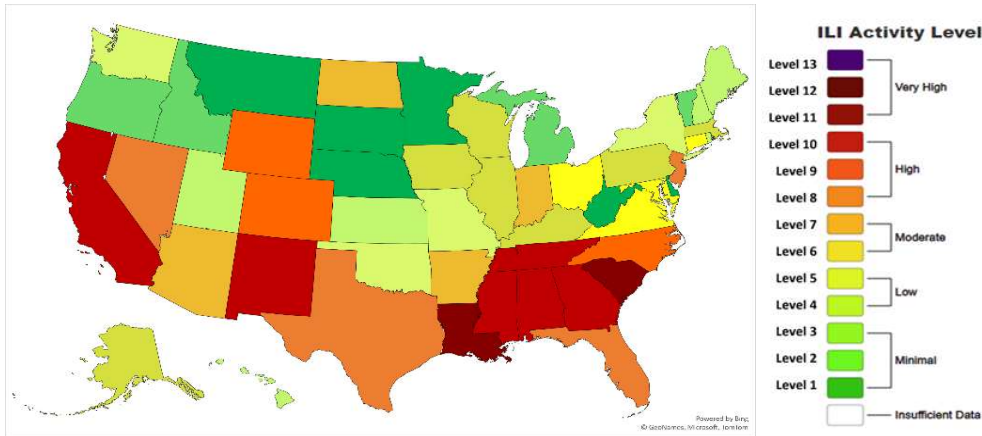 ILI Activity Level
Level 13
Level 12
Very High
Level 11
Level 10
Level 9
High
Level 8
Level 7
Moderate
Level 6
Level 5
Low
Level 4
Level 3
Level 2
Minimal
Level 1
Insufficient Data
Powered by Bing
© GeoNames, Microsoft, TomTom